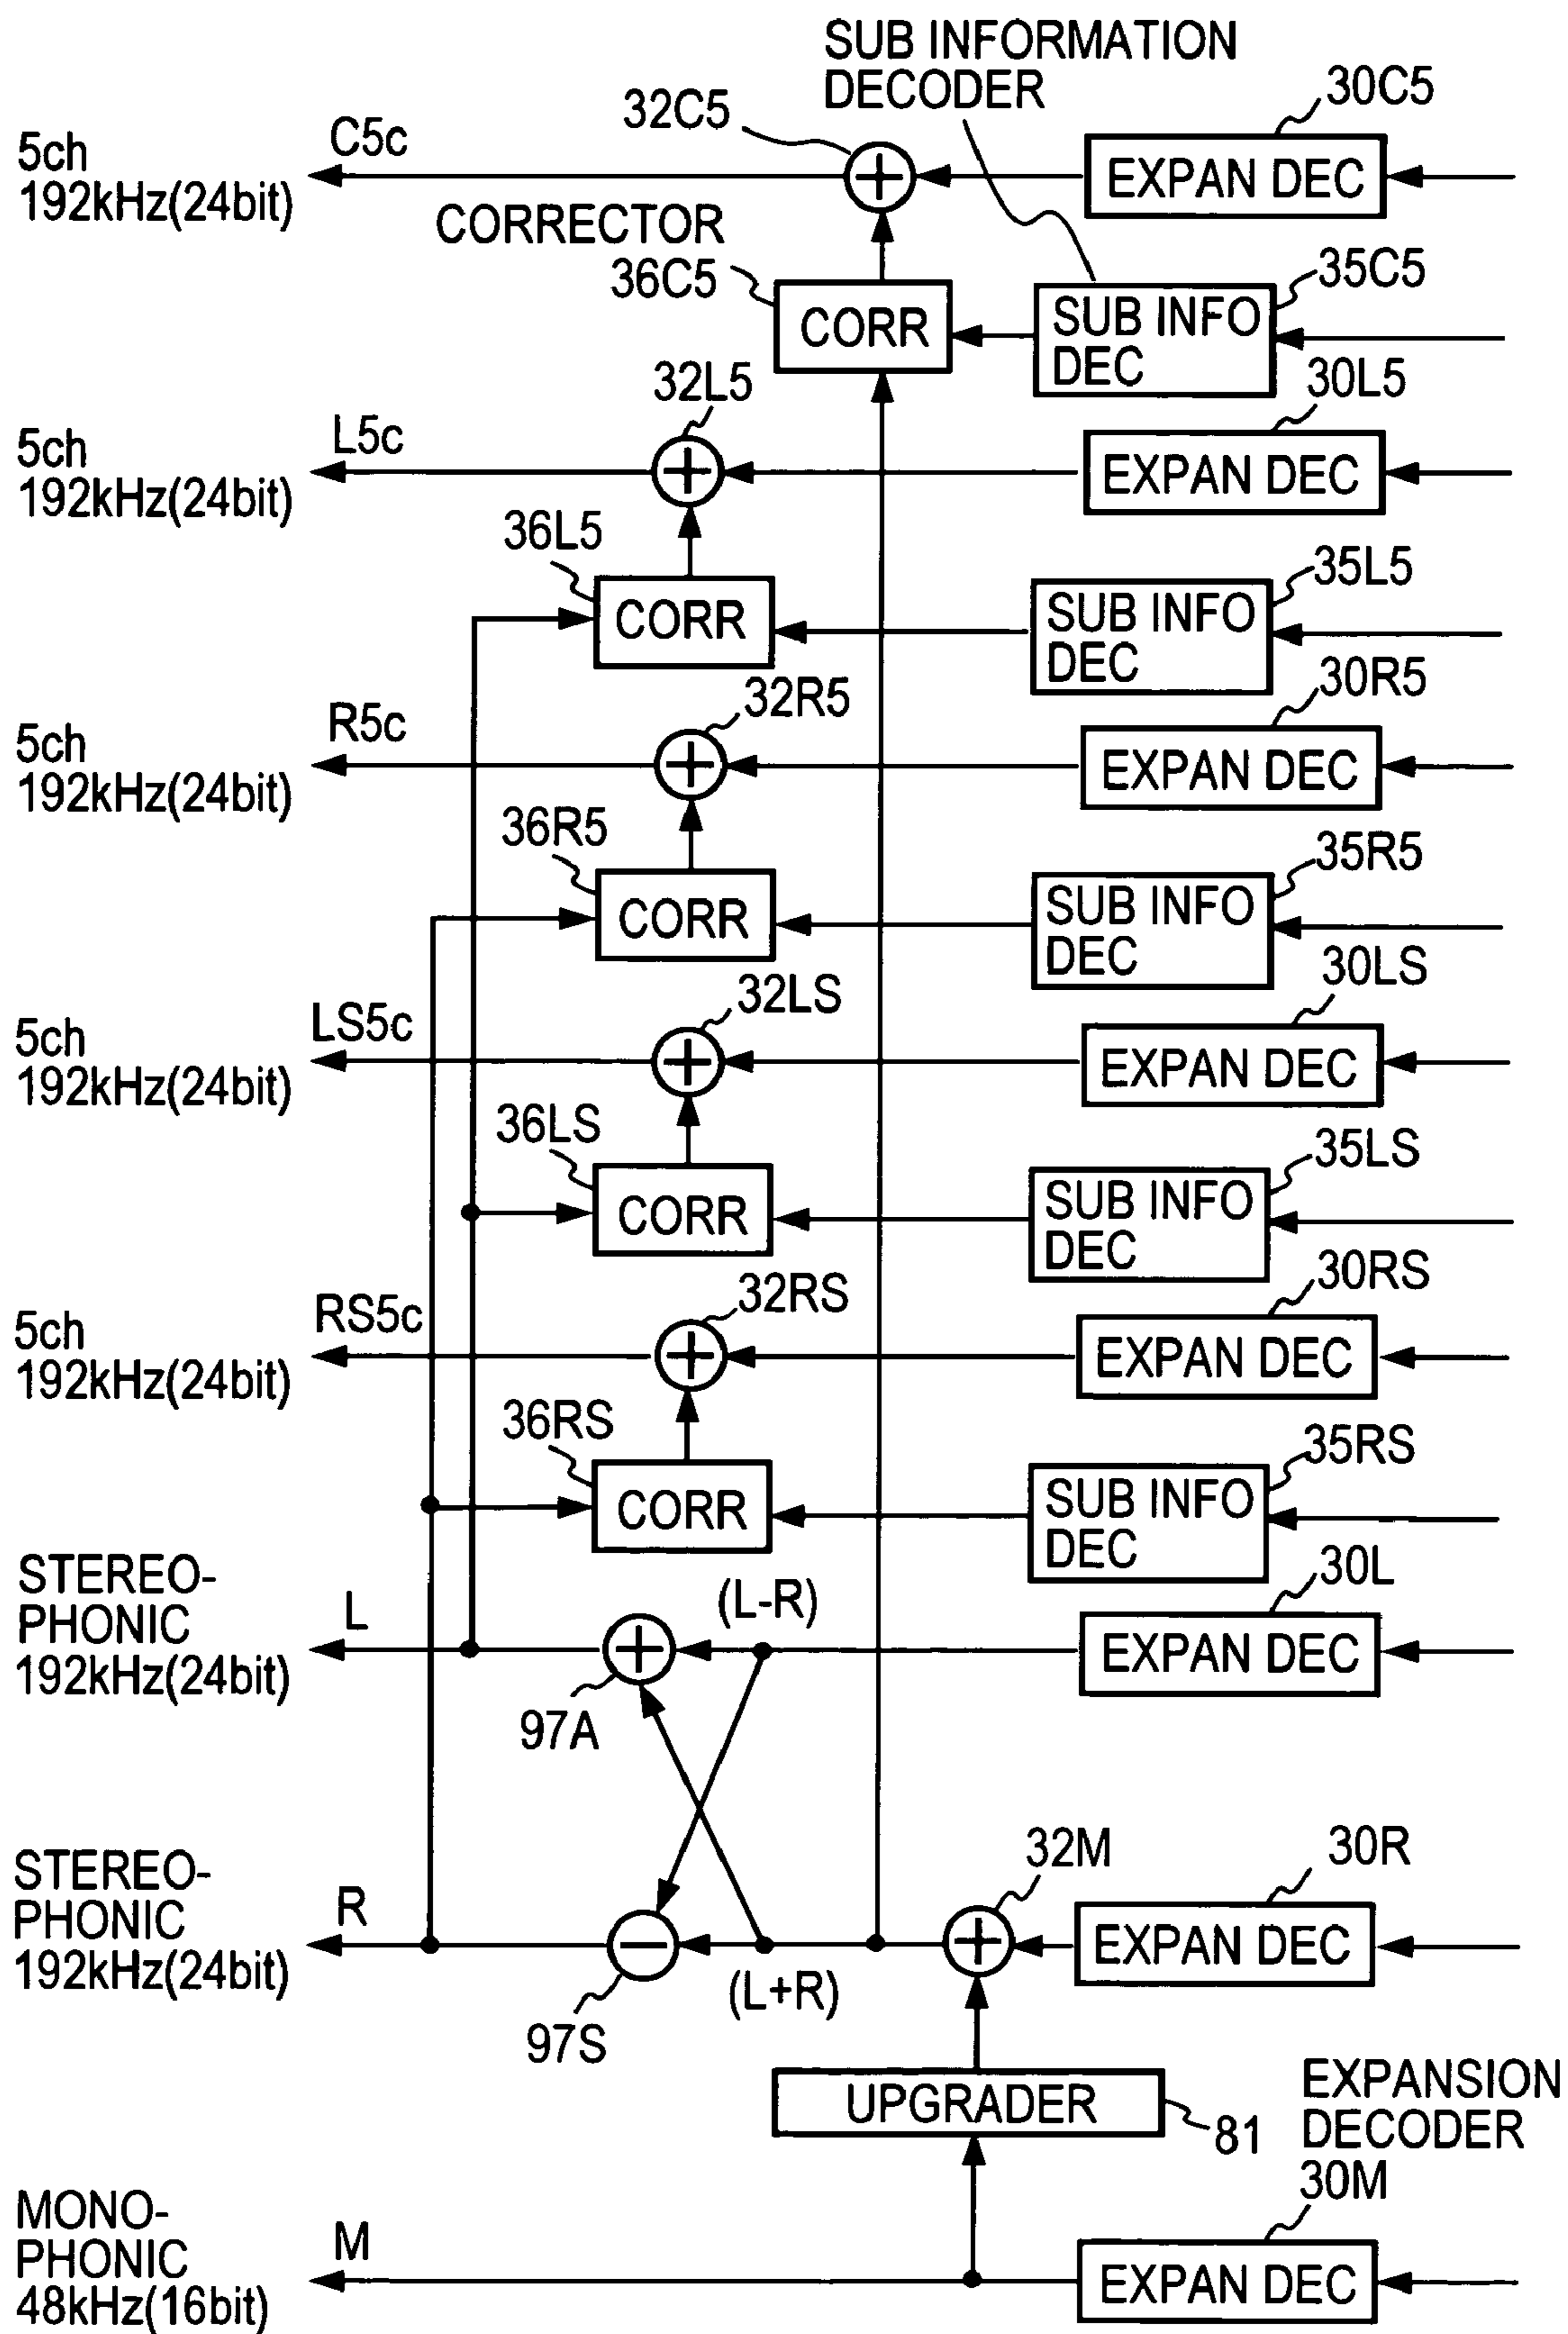 SUB INFORMATION
DECODER
32C5
30C5
5ch
192kHz(24bit)
C5c
EXPAN DEC
CORRECTOR
36C5
CORR
SUB INFO
DEC
35C5
32L5
30L5
5ch
192kHz(24bit)
L5c
EXPAN DEC
36L5
CORR
SUB INFO
DEC
35L5
32R5
30R5
5ch
192kHz(24bit)
R5c
EXPAN DEC
36R5
CORR
SUB INFO
DEC
35R5
32LS
30LS
5ch
192kHz(24bit)
LS5c
EXPAN DEC
36LS
CORR
SUB INFO
DEC
35LS
32RS
30RS
5ch
192kHz(24bit)
RS5c
EXPAN DEC
36RS
CORR
SUB INFO
DEC
35RS
STEREO-
PHONIC
192kHz(24bit)
L
(L-R)
30L
EXPAN DEC
97A
STEREO-
PHONIC
192kHz(24bit)
R
32M
30R
EXPAN DEC
(L+R)
97S
UPGRADER
81
EXPANSION
DECODER
30M
MONO-
PHONIC
48kHz(16bit)
M
EXPAN DEC